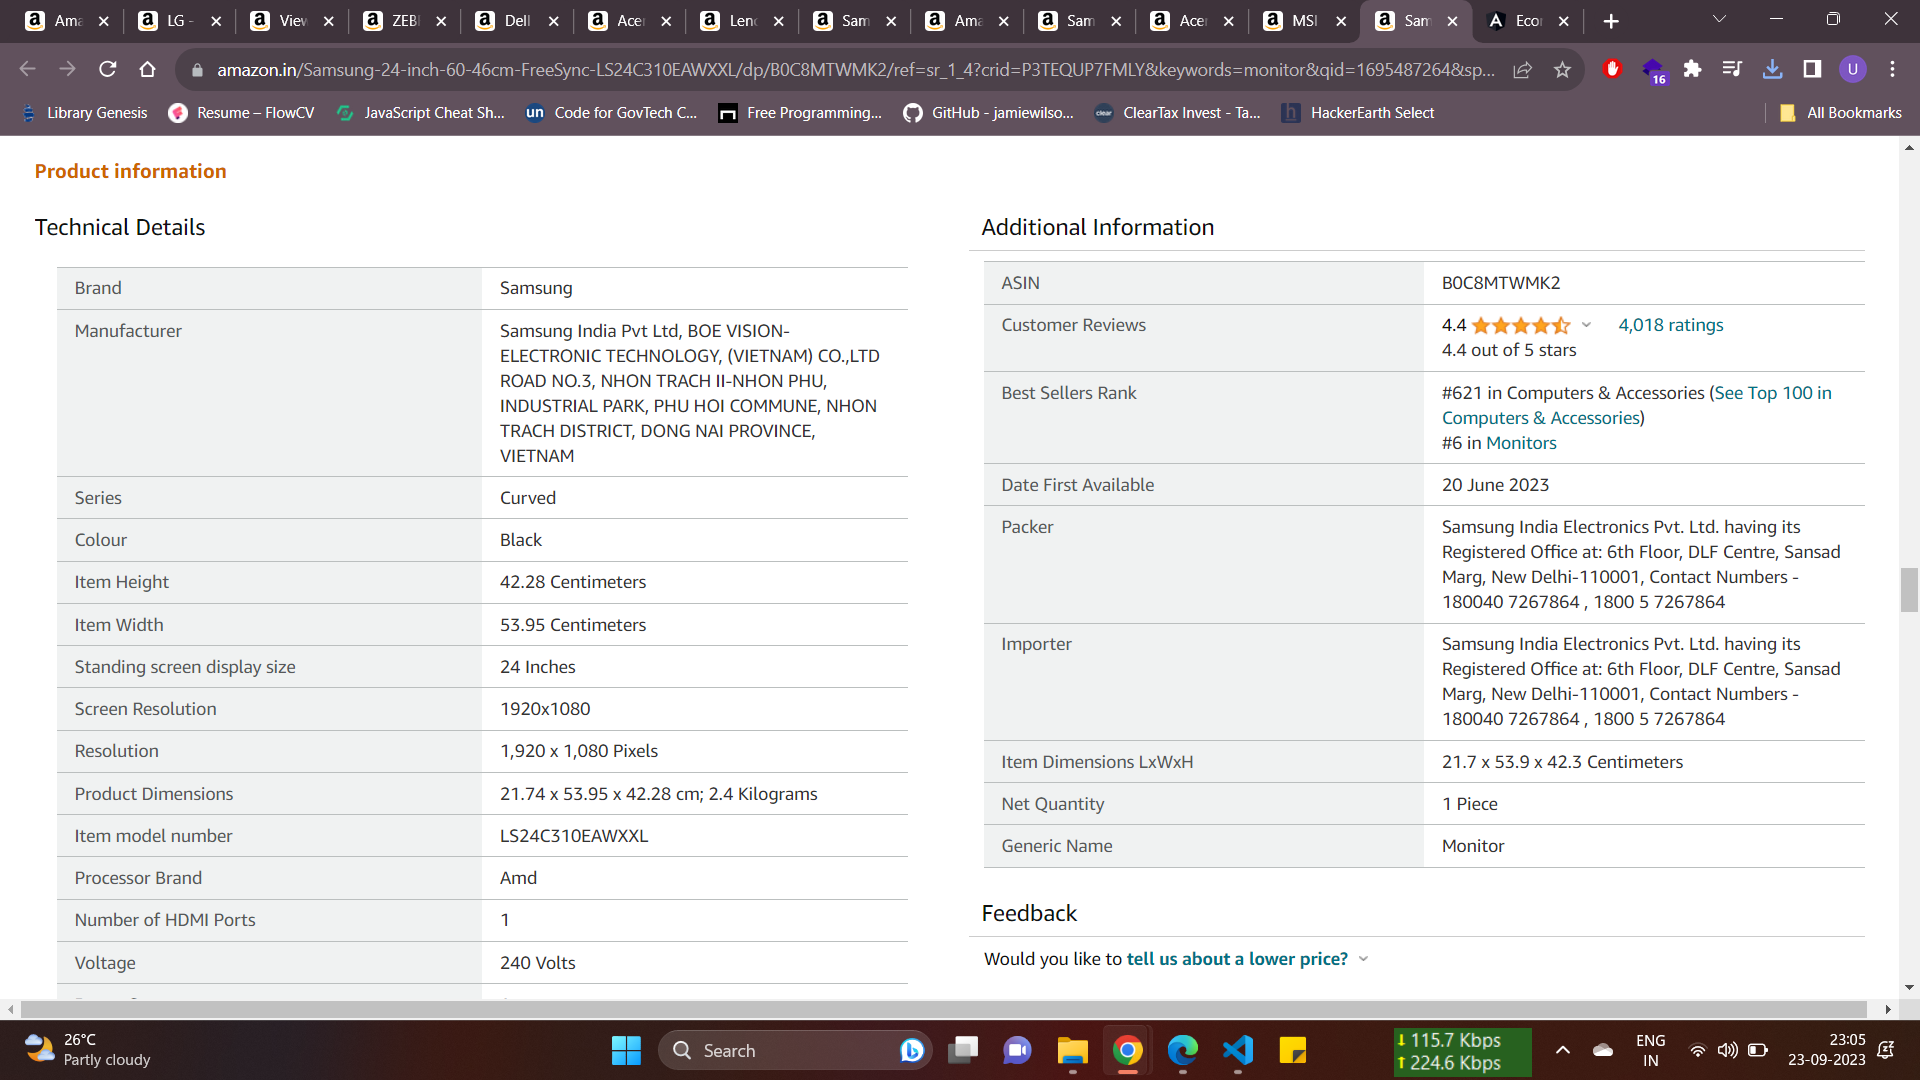 Ama
LG -
View
ZEBI
Dell
Acer
Leno
Sam
Ama
Sam
Acer
MSI
Sam
Ecor
amazon.in/Samsung-24-inch-60-46cm-FreeSync-LS24C310EAWXXL/dp/B0C8MTWMK2/ref=sr_1_4?crid=P3TEQUP7FMLY&keywords=monitor&qid=1695487264&sp...
16
U
Library Genesis
Resume – FlowCV
JavaScript Cheat Sh...
un Code for GovTech C...
Free Programming...
GitHub - jamiewilso...
clear ClearTax Invest - Ta...
h HackerEarth Select
All Bookmarks
Product information
Technical Details
Brand Samsung
Manufacturer Samsung India Pvt Ltd, BOE VISION-
ELECTRONIC TECHNOLOGY, (VIETNAM) CO.,LTD
ROAD NO.3, NHON TRACH II-NHON PHU,
INDUSTRIAL PARK, PHU HOI COMMUNE, NHON
TRACH DISTRICT, DONG NAI PROVINCE,
VIETNAM
Series Curved
Colour Black
Item Height 42.28 Centimeters
Item Width 53.95 Centimeters
Standing screen display size 24 Inches
Screen Resolution 1920x1080
Resolution 1,920 x 1,080 Pixels
Product Dimensions 21.74 x 53.95 x 42.28 cm; 2.4 Kilograms
Item model number LS24C310EAWXXL
Processor Brand Amd
Number of HDMI Ports 1
Voltage 240 Volts
Additional Information
ASIN B0C8MTWMK2
Customer Reviews 4.4 4,018 ratings
4.4 out of 5 stars
Best Sellers Rank #621 in Computers & Accessories (See Top 100 in
Computers & Accessories)
#6 in Monitors
Date First Available 20 June 2023
Packer Samsung India Electronics Pvt. Ltd. having its
Registered Office at: 6th Floor, DLF Centre, Sansad
Marg, New Delhi-110001, Contact Numbers -
180040 7267864 , 1800 5 7267864
Importer Samsung India Electronics Pvt. Ltd. having its
Registered Office at: 6th Floor, DLF Centre, Sansad
Marg, New Delhi-110001, Contact Numbers -
180040 7267864 , 1800 5 7267864
Item Dimensions LxWxH 21.7 x 53.9 x 42.3 Centimeters
Net Quantity 1 Piece
Generic Name Monitor
Feedback
Would you like to tell us about a lower price?
26°C
Partly cloudy
Search
115.7 Kbps
224.6 Kbps
ENG
IN
23:05
23-09-2023